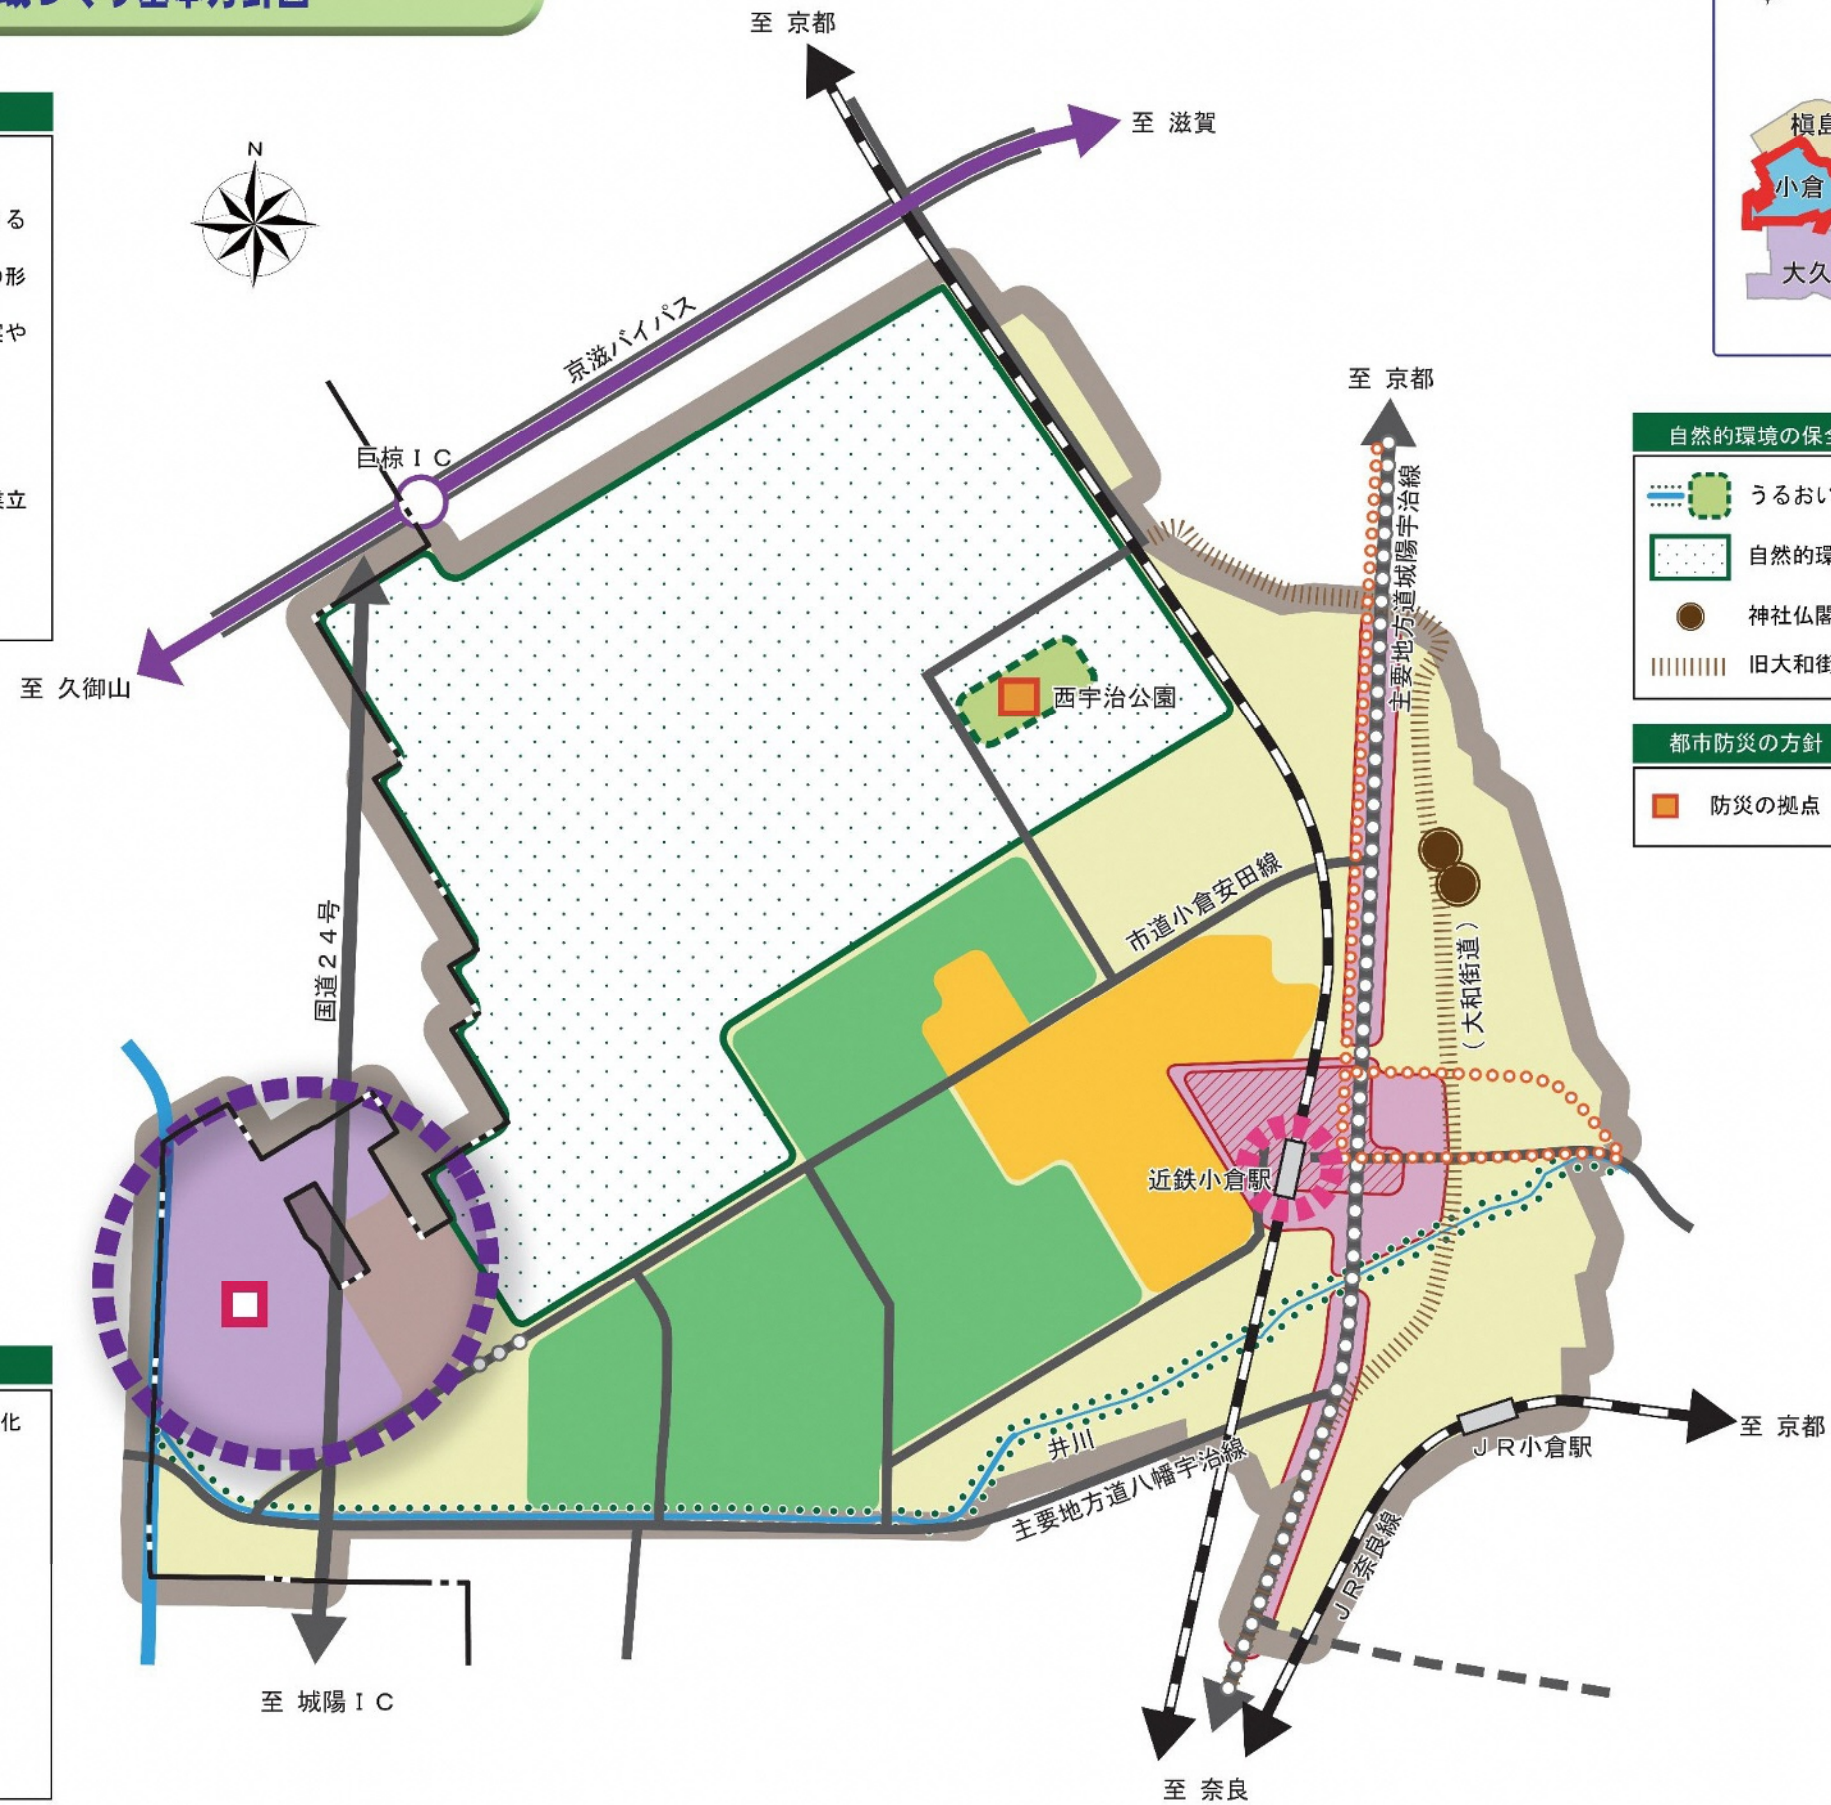 至 京都
至 滋賀
N
る
形
や
立
京滋バイパス
巨椋ＩＣ
至 久御山
槇島
小倉
大久
至 京都
主要地方道城陽宇治線
自然的環境の保全
うるおい
自然的環
神社仏閣
旧大和街
都市防災の方針
防災の拠点
西宇治公園
国道２４号
市道小倉安田線
（大和街道）
近鉄小倉駅
化
井川
主要地方道八幡宇治線
ＪＲ小倉駅
至 京都
ＪＲ奈良線
至 城陽ＩＣ
至 奈良